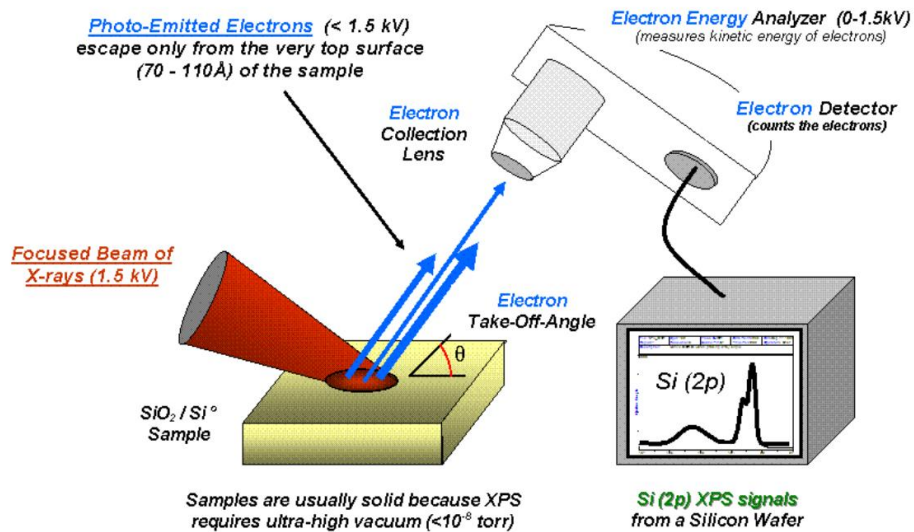 Photo-Emitted Electrons (< 1.5 kV)
escape only from the very top surface
(70 - 110Å) of the sample
Electron Energy Analyzer (0-1.5kV)
(measures kinetic energy of electrons)
Electron
Collection
Lens
Electron Detector
(counts the electrons)
Focused Beam of
X-rays (1.5 kV)
Electron
Take-Off-Angle
θ
SiO₂ / Si°
Sample
Si (2p)
Samples are usually solid because XPS
requires ultra-high vacuum (<10⁻⁸ torr)
Si (2p) XPS signals
from a Silicon Wafer